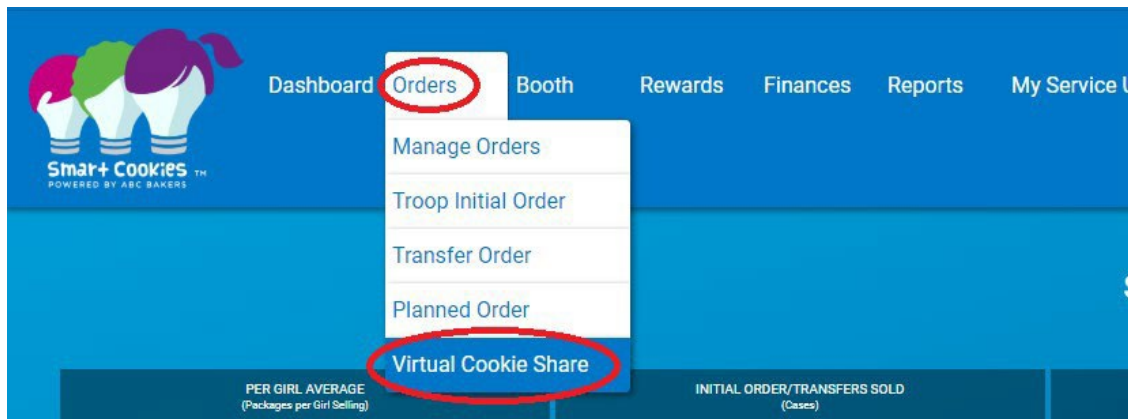 Dashboard Orders Booth Rewards Finances Reports My Service U
Smart Cookies TM
POWERED BY ABC BAKERS
Manage Orders
Troop Initial Order
Transfer Order
Planned Order
Virtual Cookie Share
PER GIRL AVERAGE
(Packages per Girl Selling)
INITIAL ORDER/TRANSFERS SOLD
(Cases)